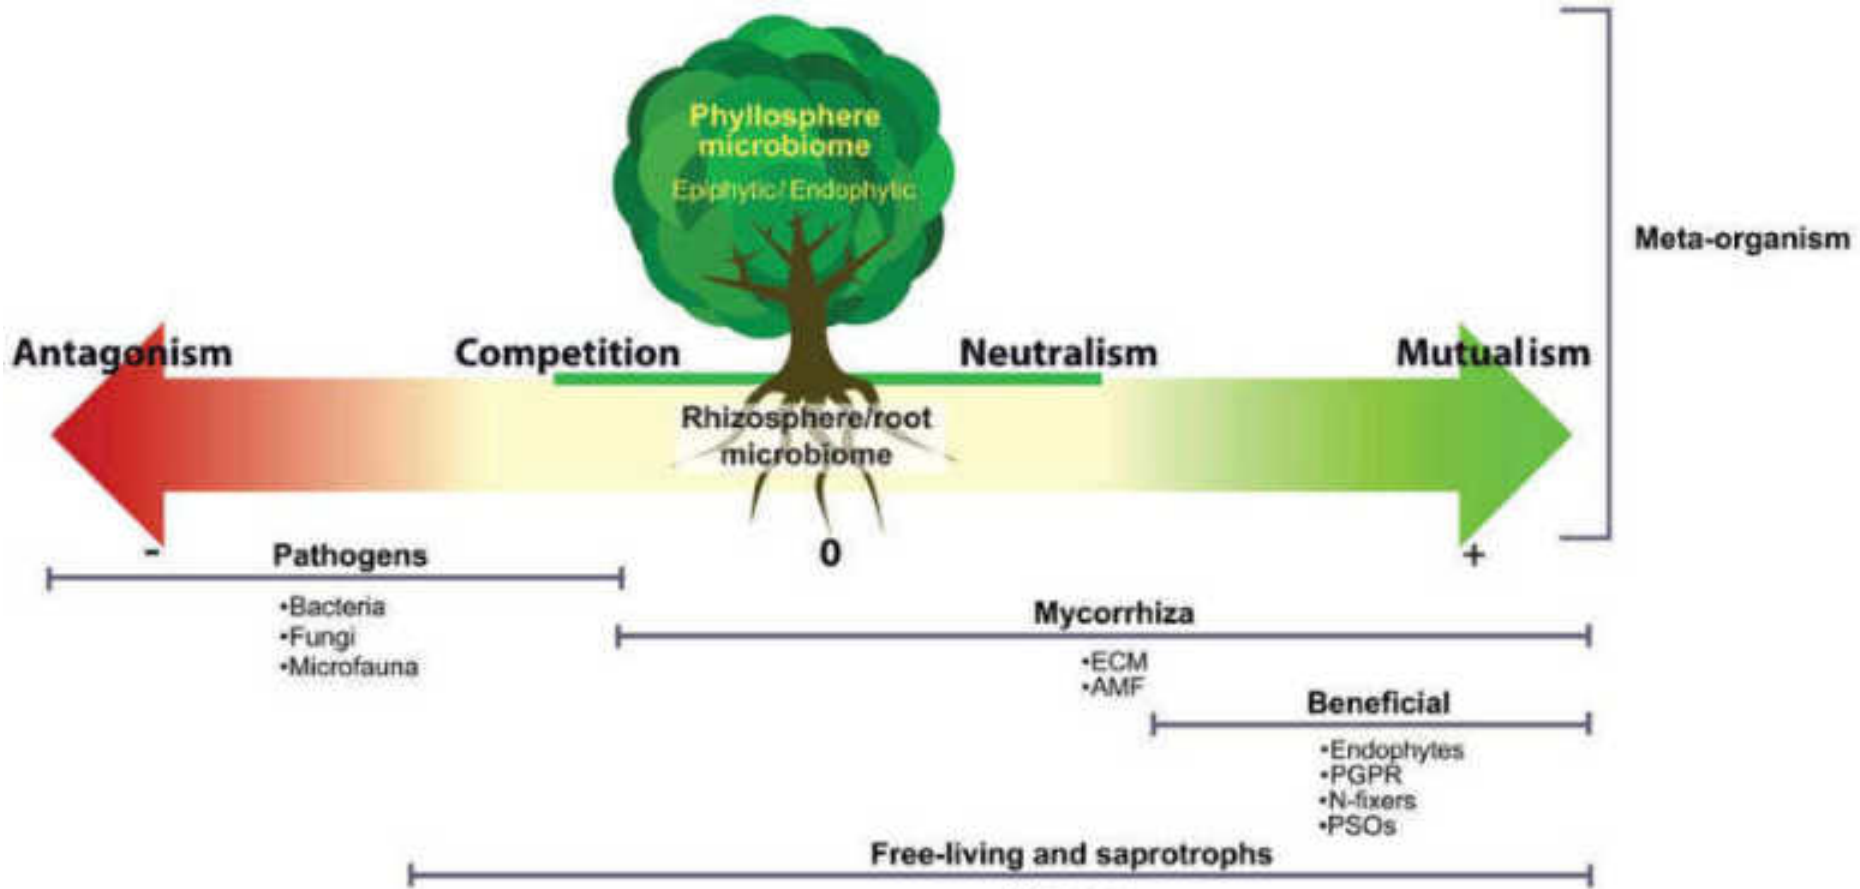 Phyllosphere
microbiome
Epiphytic/Endophytic
Meta-organism
Antagonism
Competition
Neutralism
Mutualism
Rhizosphere/root
microbiome
-
0
+
Pathogens
•Bacteria
•Fungi
•Microfauna
Mycorrhiza
•ECM
•AMF
Beneficial
•Endophytes
•PGPR
•N-fixers
•PSOs
Free-living and saprotrophs